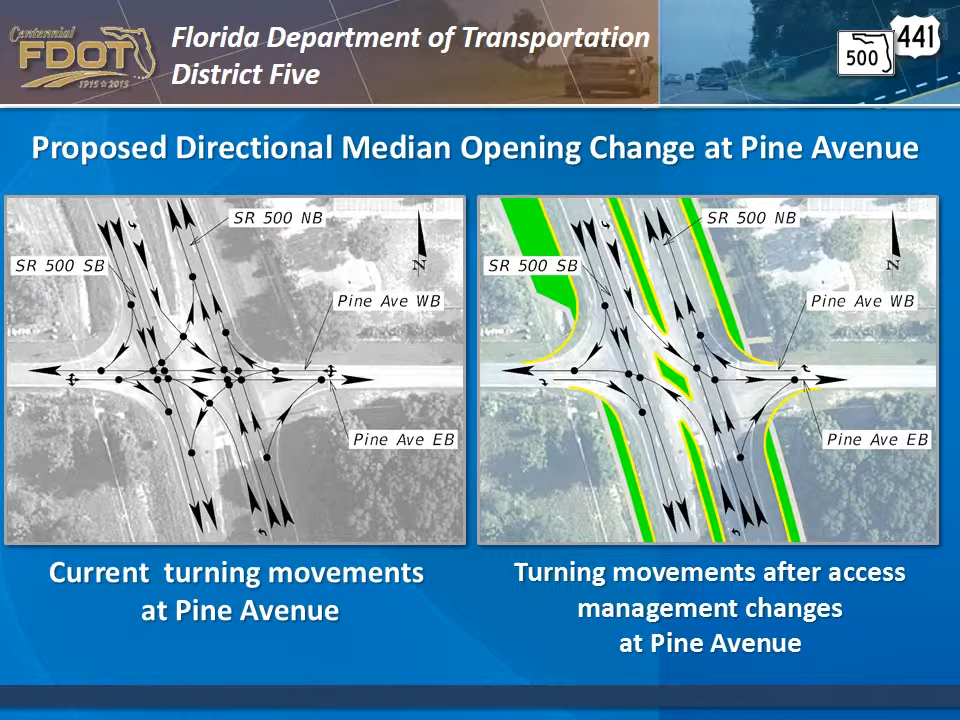 Centennial
FDOT
1915 ★ 2015
Florida Department of Transportation
District Five
500
441
Proposed Directional Median Opening Change at Pine Avenue
SR 500 NB
SR 500 SB
N
Pine Ave WB
Pine Ave EB
SR 500 NB
SR 500 SB
N
Pine Ave WB
Pine Ave EB
Current turning movements
at Pine Avenue
Turning movements after access
management changes
at Pine Avenue